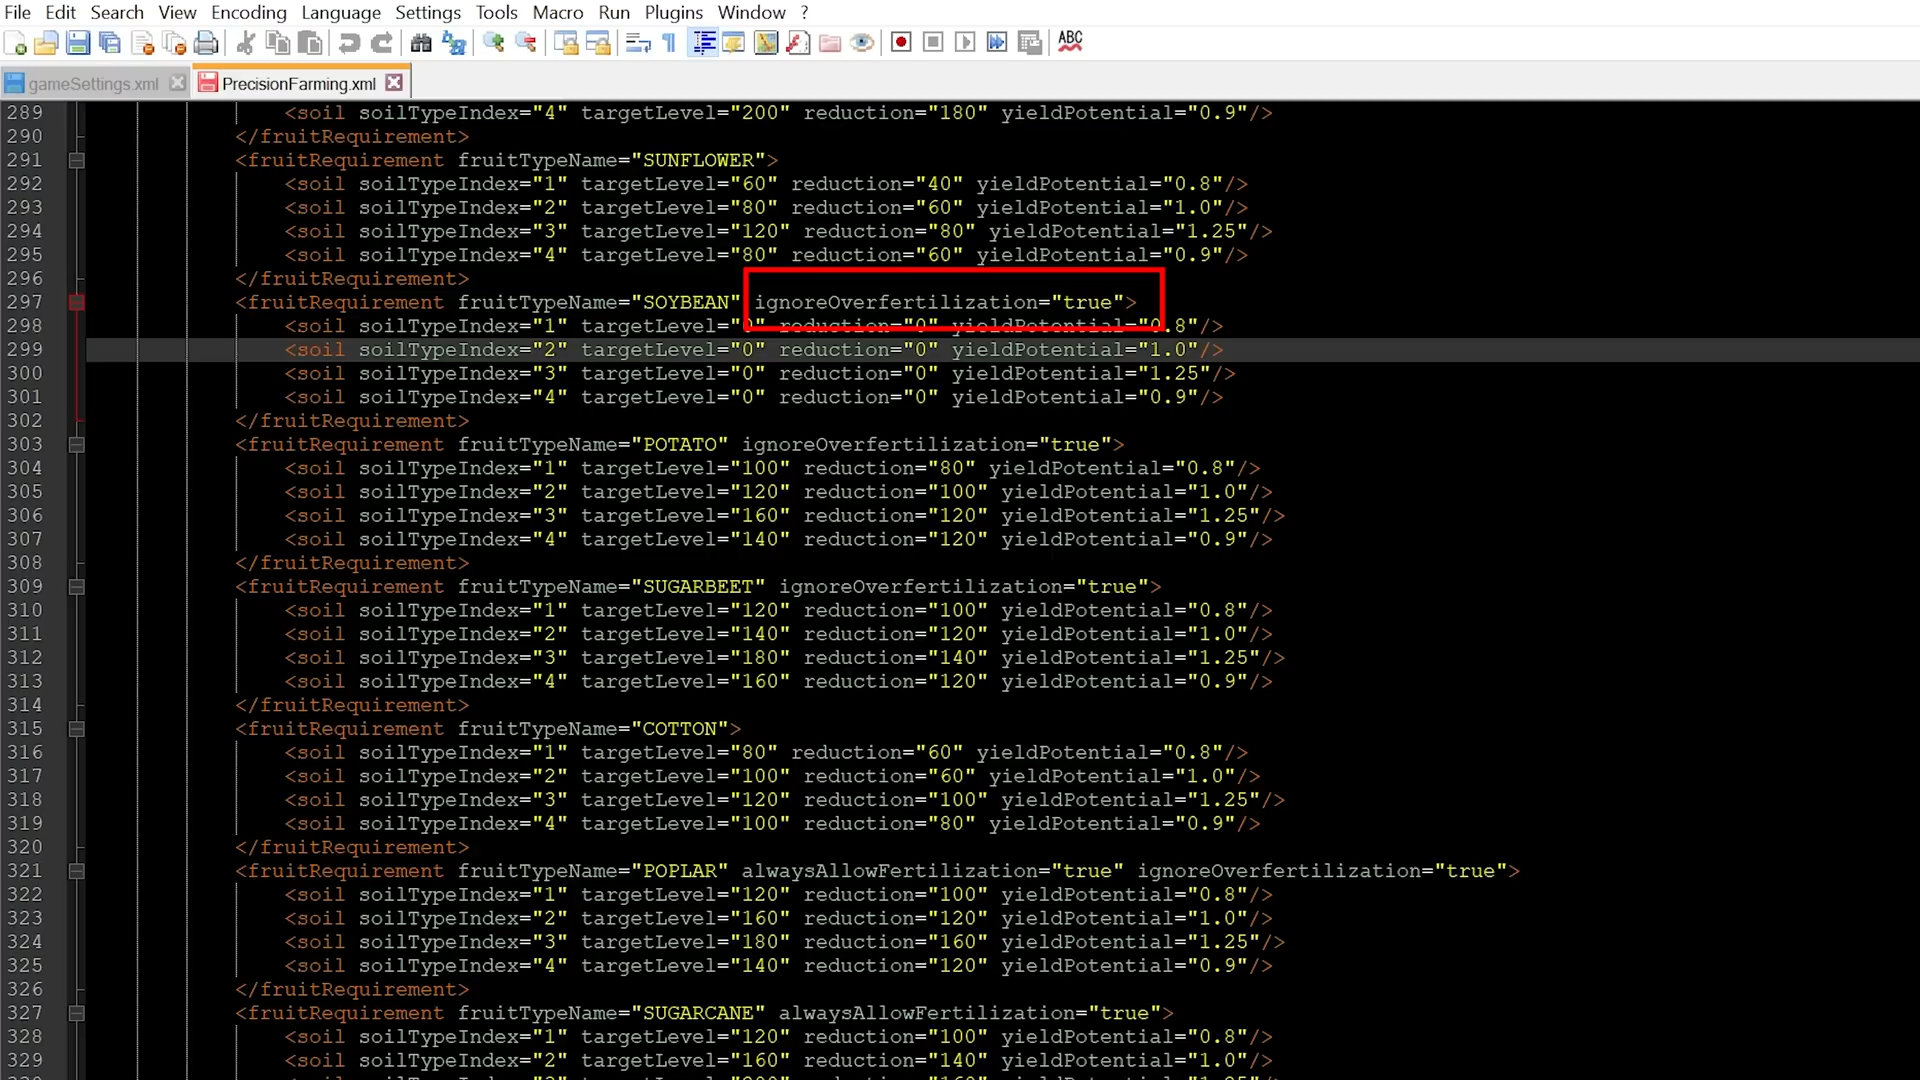 File Edit Search View Encoding Language Settings Tools Macro Run Plugins Window ?
ABC
gameSettings.xml PrecisionFarming.xml
289 <soil soilTypeIndex="4" targetLevel="200" reduction="180" yieldPotential="0.9"/>
290 </fruitRequirement>
291 <fruitRequirement fruitTypeName="SUNFLOWER">
292 <soil soilTypeIndex="1" targetLevel="60" reduction="40" yieldPotential="0.8"/>
293 <soil soilTypeIndex="2" targetLevel="80" reduction="60" yieldPotential="1.0"/>
294 <soil soilTypeIndex="3" targetLevel="120" reduction="80" yieldPotential="1.25"/>
295 <soil soilTypeIndex="4" targetLevel="80" reduction="60" yieldPotential="0.9"/>
296 </fruitRequirement>
297 <fruitRequirement fruitTypeName="SOYBEAN" ignoreOverfertilization="true">
298 <soil soilTypeIndex="1" targetLevel="0" reduction="0" yieldPotential="0.8"/>
299 <soil soilTypeIndex="2" targetLevel="0" reduction="0" yieldPotential="1.0"/>
300 <soil soilTypeIndex="3" targetLevel="0" reduction="0" yieldPotential="1.25"/>
301 <soil soilTypeIndex="4" targetLevel="0" reduction="0" yieldPotential="0.9"/>
302 </fruitRequirement>
303 <fruitRequirement fruitTypeName="POTATO" ignoreOverfertilization="true">
304 <soil soilTypeIndex="1" targetLevel="100" reduction="80" yieldPotential="0.8"/>
305 <soil soilTypeIndex="2" targetLevel="120" reduction="100" yieldPotential="1.0"/>
306 <soil soilTypeIndex="3" targetLevel="160" reduction="120" yieldPotential="1.25"/>
307 <soil soilTypeIndex="4" targetLevel="140" reduction="120" yieldPotential="0.9"/>
308 </fruitRequirement>
309 <fruitRequirement fruitTypeName="SUGARBEET" ignoreOverfertilization="true">
310 <soil soilTypeIndex="1" targetLevel="120" reduction="100" yieldPotential="0.8"/>
311 <soil soilTypeIndex="2" targetLevel="140" reduction="120" yieldPotential="1.0"/>
312 <soil soilTypeIndex="3" targetLevel="180" reduction="140" yieldPotential="1.25"/>
313 <soil soilTypeIndex="4" targetLevel="160" reduction="120" yieldPotential="0.9"/>
314 </fruitRequirement>
315 <fruitRequirement fruitTypeName="COTTON">
316 <soil soilTypeIndex="1" targetLevel="80" reduction="60" yieldPotential="0.8"/>
317 <soil soilTypeIndex="2" targetLevel="100" reduction="60" yieldPotential="1.0"/>
318 <soil soilTypeIndex="3" targetLevel="120" reduction="100" yieldPotential="1.25"/>
319 <soil soilTypeIndex="4" targetLevel="100" reduction="80" yieldPotential="0.9"/>
320 </fruitRequirement>
321 <fruitRequirement fruitTypeName="POPLAR" alwaysAllowFertilization="true" ignoreOverfertilization="true">
322 <soil soilTypeIndex="1" targetLevel="120" reduction="100" yieldPotential="0.8"/>
323 <soil soilTypeIndex="2" targetLevel="160" reduction="120" yieldPotential="1.0"/>
324 <soil soilTypeIndex="3" targetLevel="180" reduction="160" yieldPotential="1.25"/>
325 <soil soilTypeIndex="4" targetLevel="140" reduction="120" yieldPotential="0.9"/>
326 </fruitRequirement>
327 <fruitRequirement fruitTypeName="SUGARCANE" alwaysAllowFertilization="true">
328 <soil soilTypeIndex="1" targetLevel="120" reduction="100" yieldPotential="0.8"/>
329 <soil soilTypeIndex="2" targetLevel="160" reduction="140" yieldPotential="1.0"/>